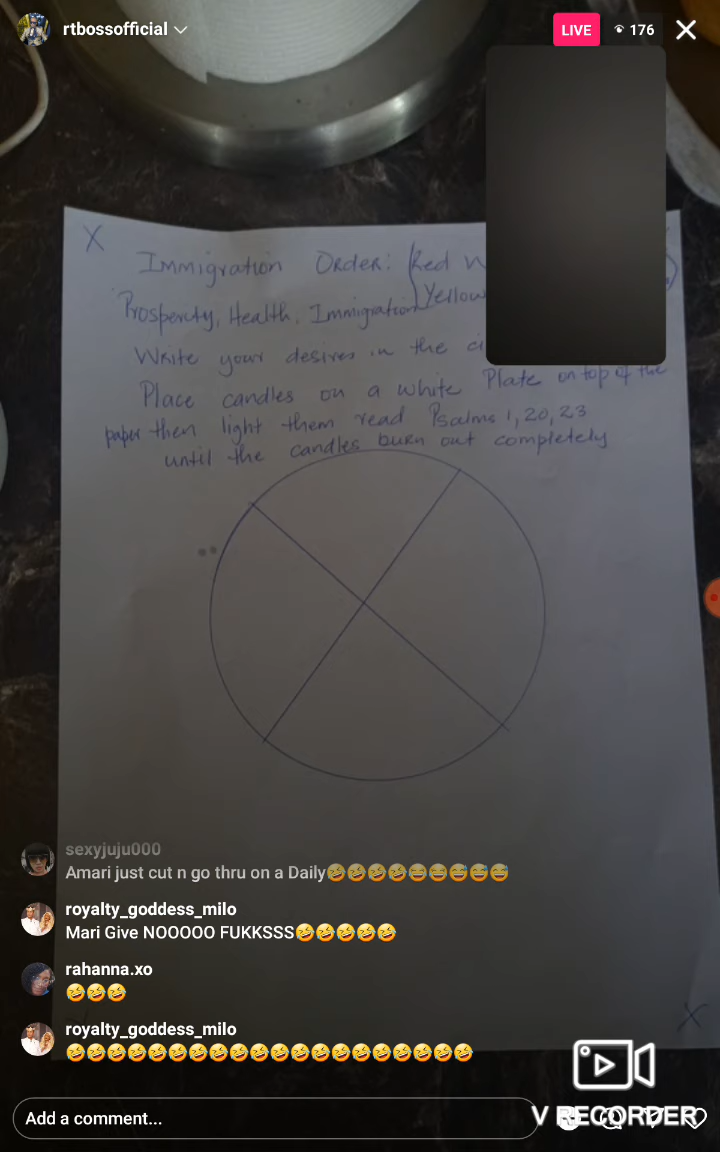 rtbossofficial
LIVE
176
X
Immigration Order: Red
Prosperity, Health, Immigration Yellow
Write your desires in the
Place candles on a white Plate on top of the
paper then light them read Psalms 1, 20, 23
until the candles burn out completely
sexyjuju000
Amari just cut n go thru on a Daily🤣🤣🤣🤣😂😂😅😅😅
royalty_goddess_milo
Mari Give NOOOOO FUKKSSS🤣🤣🤣🤣🤣
rahanna.xo
🤣🤣🤣
royalty_goddess_milo
🤣🤣🤣🤣🤣🤣🤣🤣🤣🤣🤣🤣🤣🤣🤣🤣🤣🤣🤣🤣
X
Add a comment...
V RECORDER